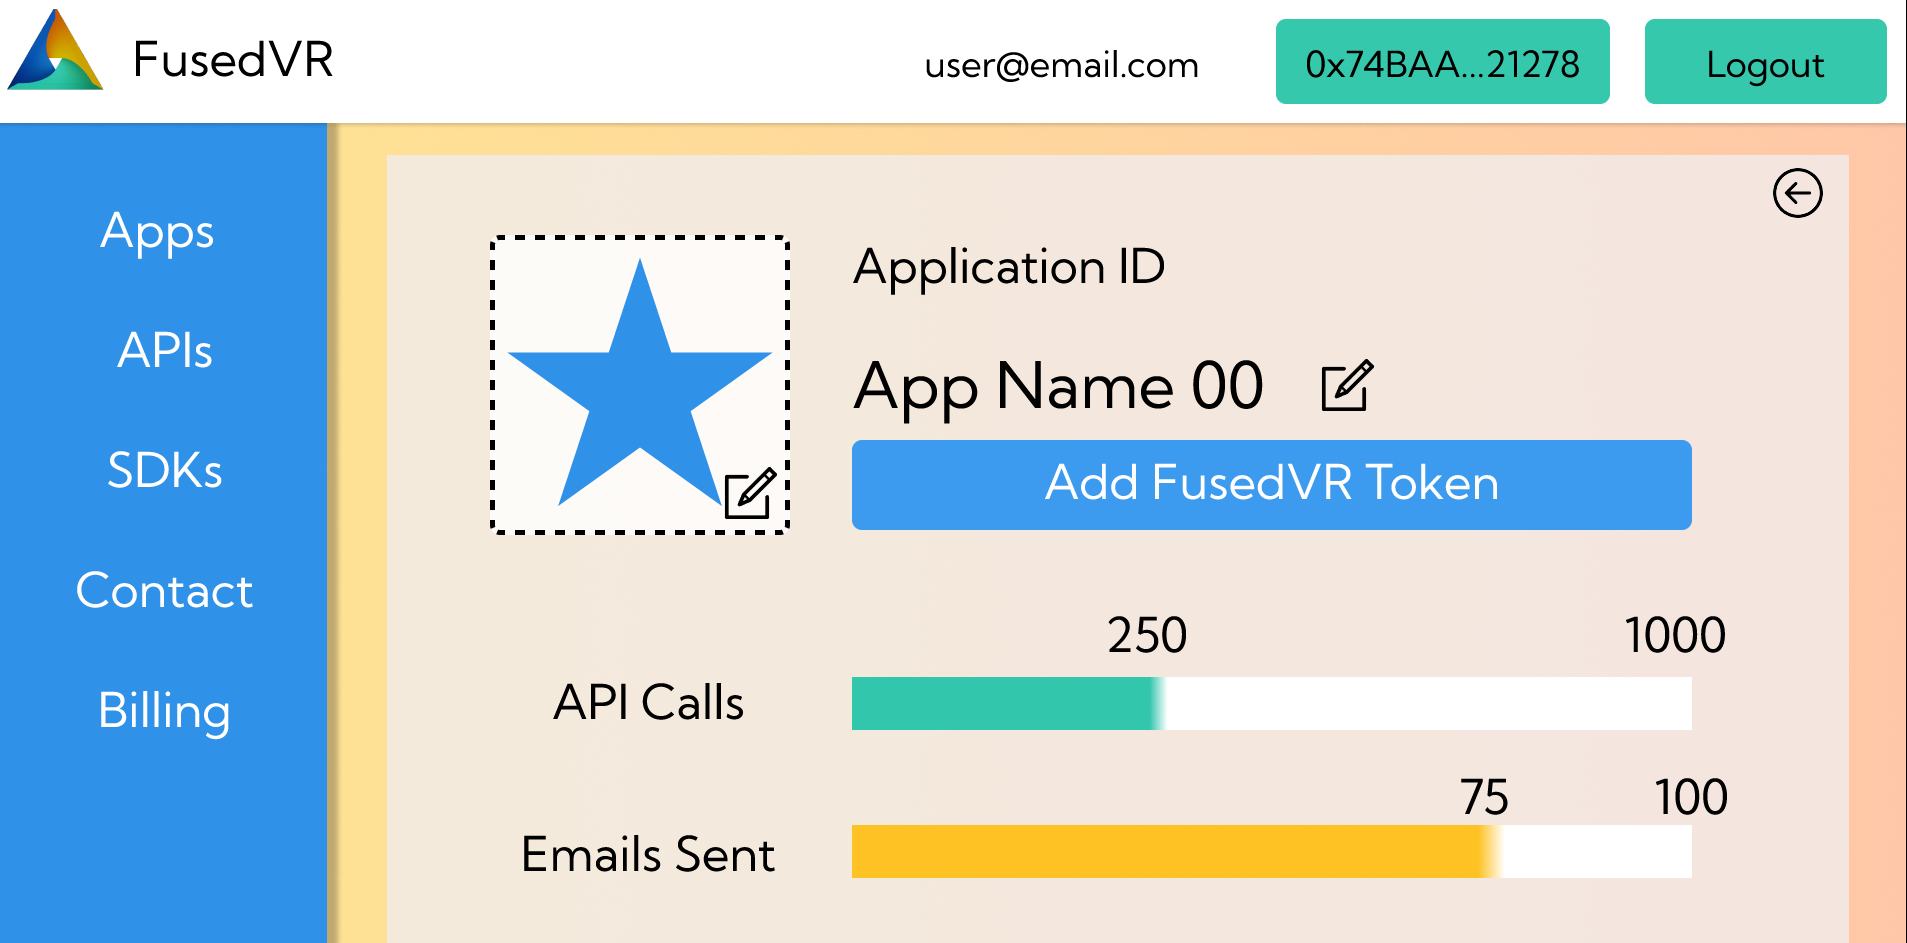 FusedVR
user@email.com
0x74BAA...21278
Logout
Apps
APIs
SDKs
Contact
Billing
Application ID
App Name 00
Add FusedVR Token
250
1000
API Calls
75
100
Emails Sent